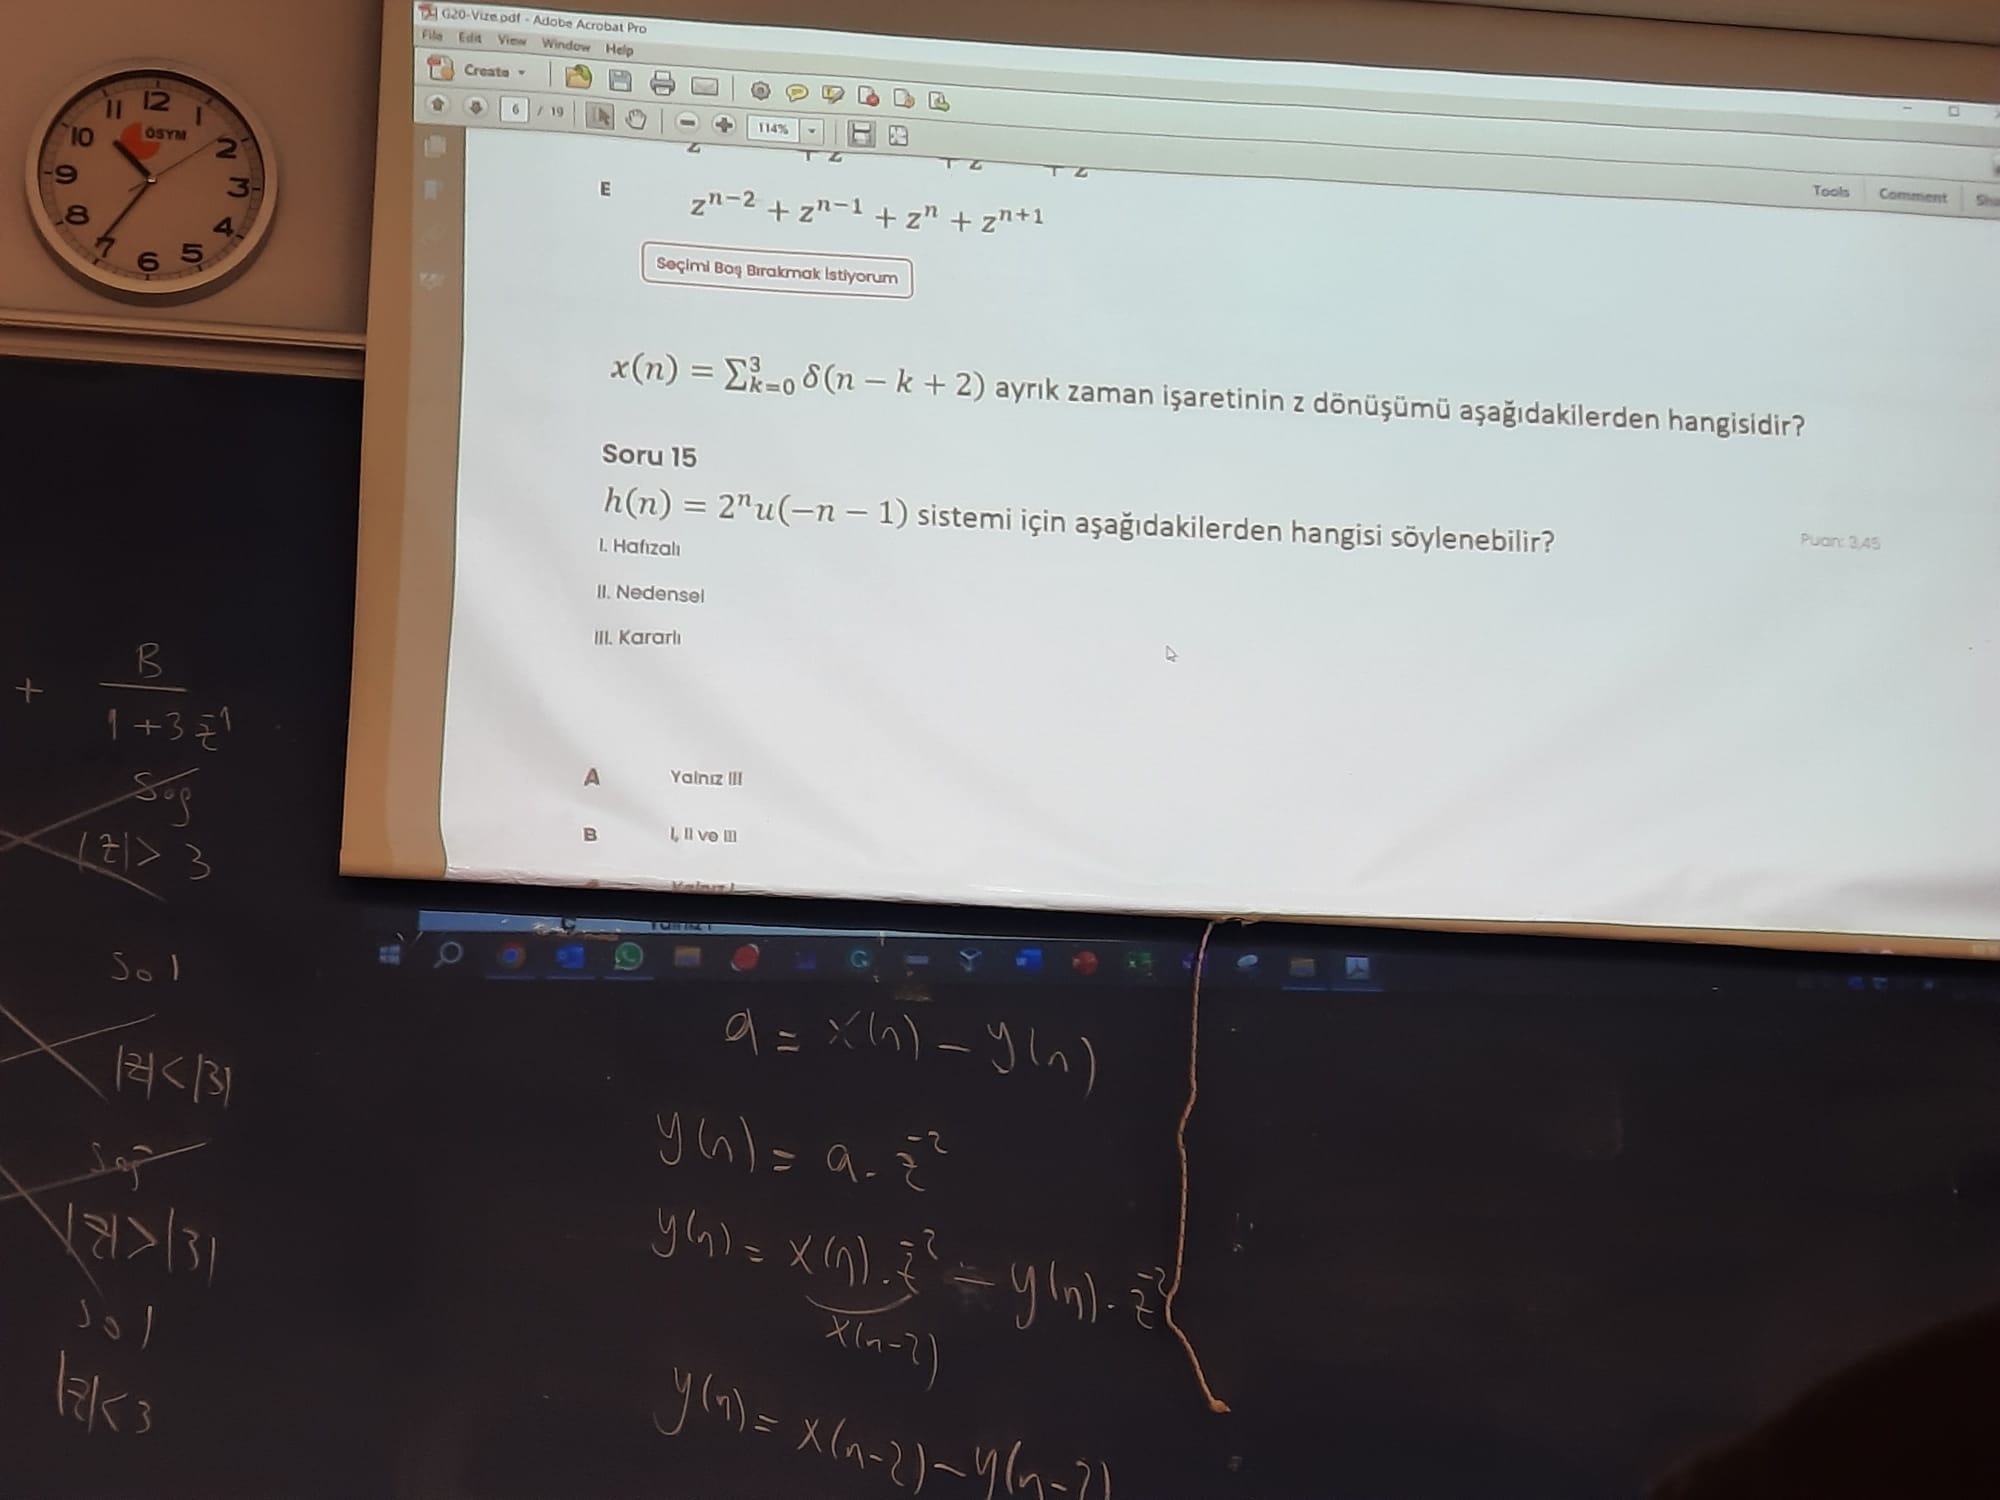 G20-Vize.pdf - Adobe Acrobat Pro
File Edit View Window Help
Create
6 / 19
114%
Tools Comment
12
1
2
3
4
5
6
7
8
9
10
11
ÖSYM
E z^{n-2} + z^{n-1} + z^n + z^{n+1}
Seçimi Boş Bırakmak İstiyorum
x(n) = Σ_{k=0}^{3} δ(n − k + 2) ayrık zaman işaretinin z dönüşümü aşağıdakilerden hangisidir?
Soru 15
h(n) = 2^n u(−n − 1) sistemi için aşağıdakilerden hangisi söylenebilir?
Puan: 3,45
I. Hafızalı
II. Nedensel
III. Kararlı
A Yalnız III
B I, II ve III
Yalnız I
+ B / (1 + 3z^{-1})
Sağ
|z| > 3
Sol
|z| < |3|
Sağ
|z| > |3|
Sol
|z| < 3
a = x(n) − y(n)
y(n) = a . z^{-2}
y(n) = x(n) . z^{-2} − y(n) . z^{-2}
x(n-2)
y(n) = x(n-2) − y(n-2)